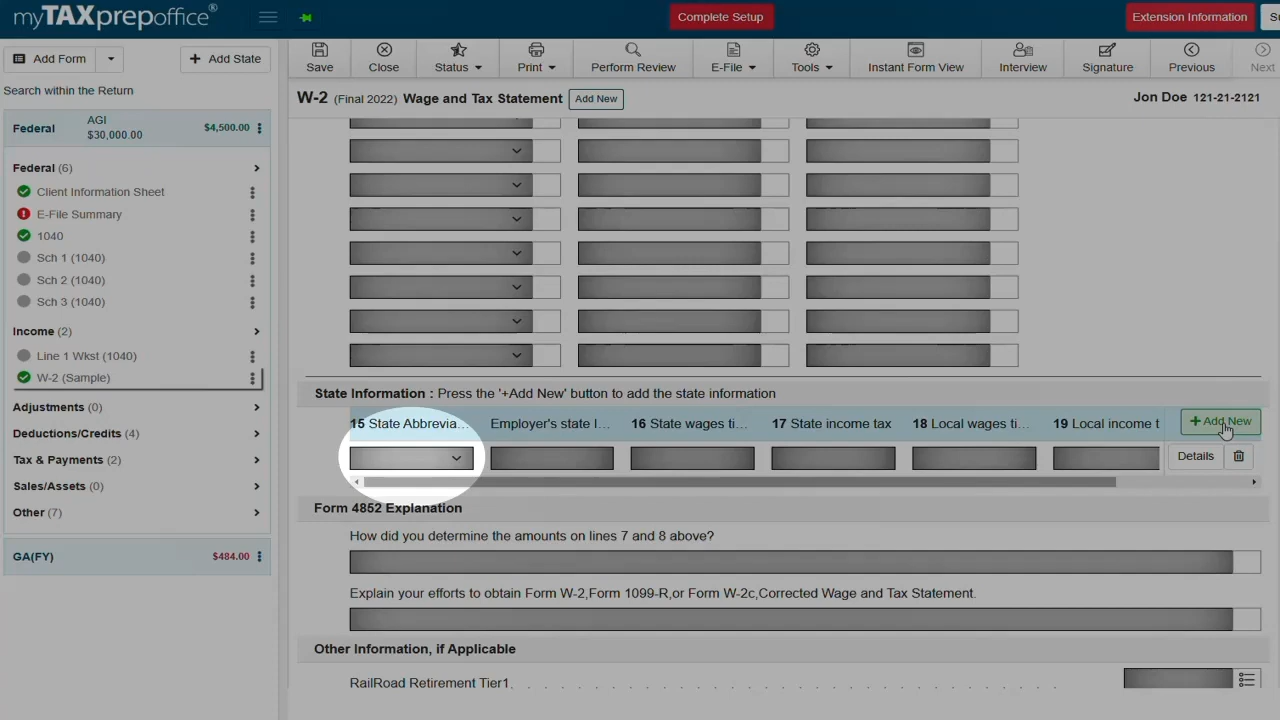 myTAXprepoffice®
Complete Setup
Extension Information
Add Form
+ Add State
Search within the Return
Federal
AGI
$30,000.00
$4,500.00
Federal (6)
Client Information Sheet
E-File Summary
1040
Sch 1 (1040)
Sch 2 (1040)
Sch 3 (1040)
Income (2)
Line 1 Wkst (1040)
W-2 (Sample)
Adjustments (0)
Deductions/Credits (4)
Tax & Payments (2)
Sales/Assets (0)
Other (7)
GA(FY)
$484.00
Save
Close
Status
Print
Perform Review
E-File
Tools
Instant Form View
Interview
Signature
Previous
Next
W-2 (Final 2022) Wage and Tax Statement
Add New
Jon Doe 121-21-2121
State Information : Press the '+Add New' button to add the state information
15 State Abbrevia...
Employer's state I...
16 State wages ti...
17 State income tax
18 Local wages ti...
19 Local income t
+ Add New
Details
Form 4852 Explanation
How did you determine the amounts on lines 7 and 8 above?
Explain your efforts to obtain Form W-2,Form 1099-R,or Form W-2c,Corrected Wage and Tax Statement.
Other Information, if Applicable
RailRoad Retirement Tier1